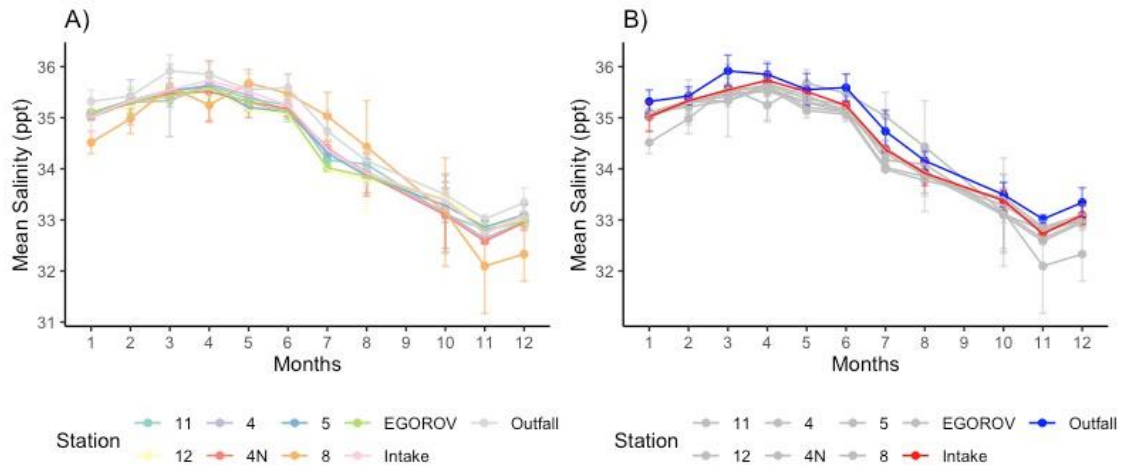 A)
B)
36
35
34
33
32
31
Mean Salinity (ppt)
1 2 3 4 5 6 7 8 9 10 11 12
Months
36
35
34
33
32
31
Mean Salinity (ppt)
1 2 3 4 5 6 7 8 9 10 11 12
Months
Station
11 4 5 EGOROV Outfall
12 4N 8 Intake
Station
11 4 5 EGOROV Outfall
12 4N 8 Intake